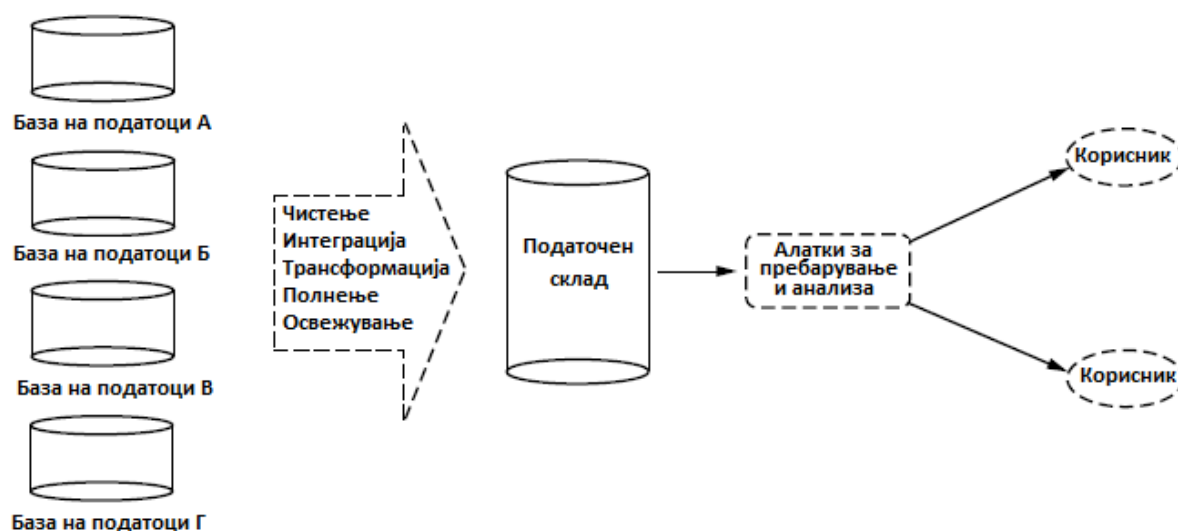 База на податоци А
База на податоци Б
База на податоци В
База на податоци Г
Чистење
Интеграција
Трансформација
Полнење
Освежување
Податочен
склад
Алатки за
пребарување
и анализа
Корисник
Корисник